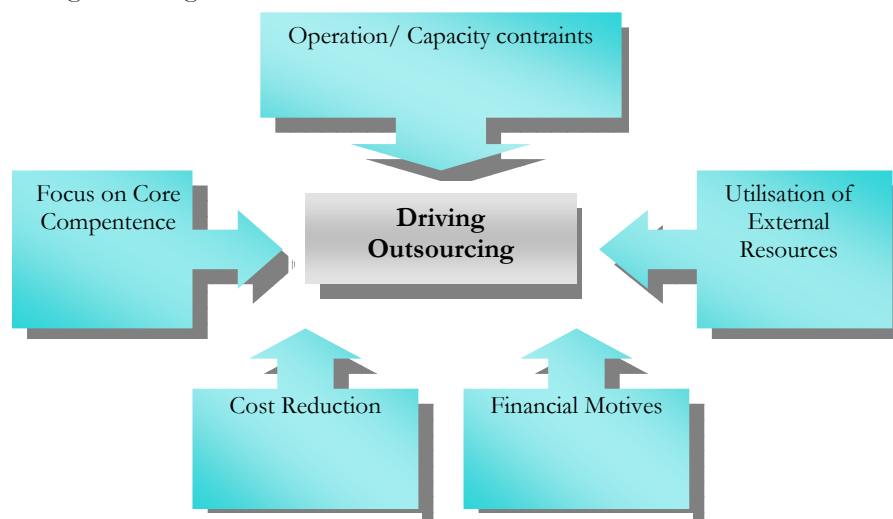 Operation/ Capacity contraints
Focus on Core
Compentence
Driving
Outsourcing
Utilisation of
External
Resources
Cost Reduction
Financial Motives